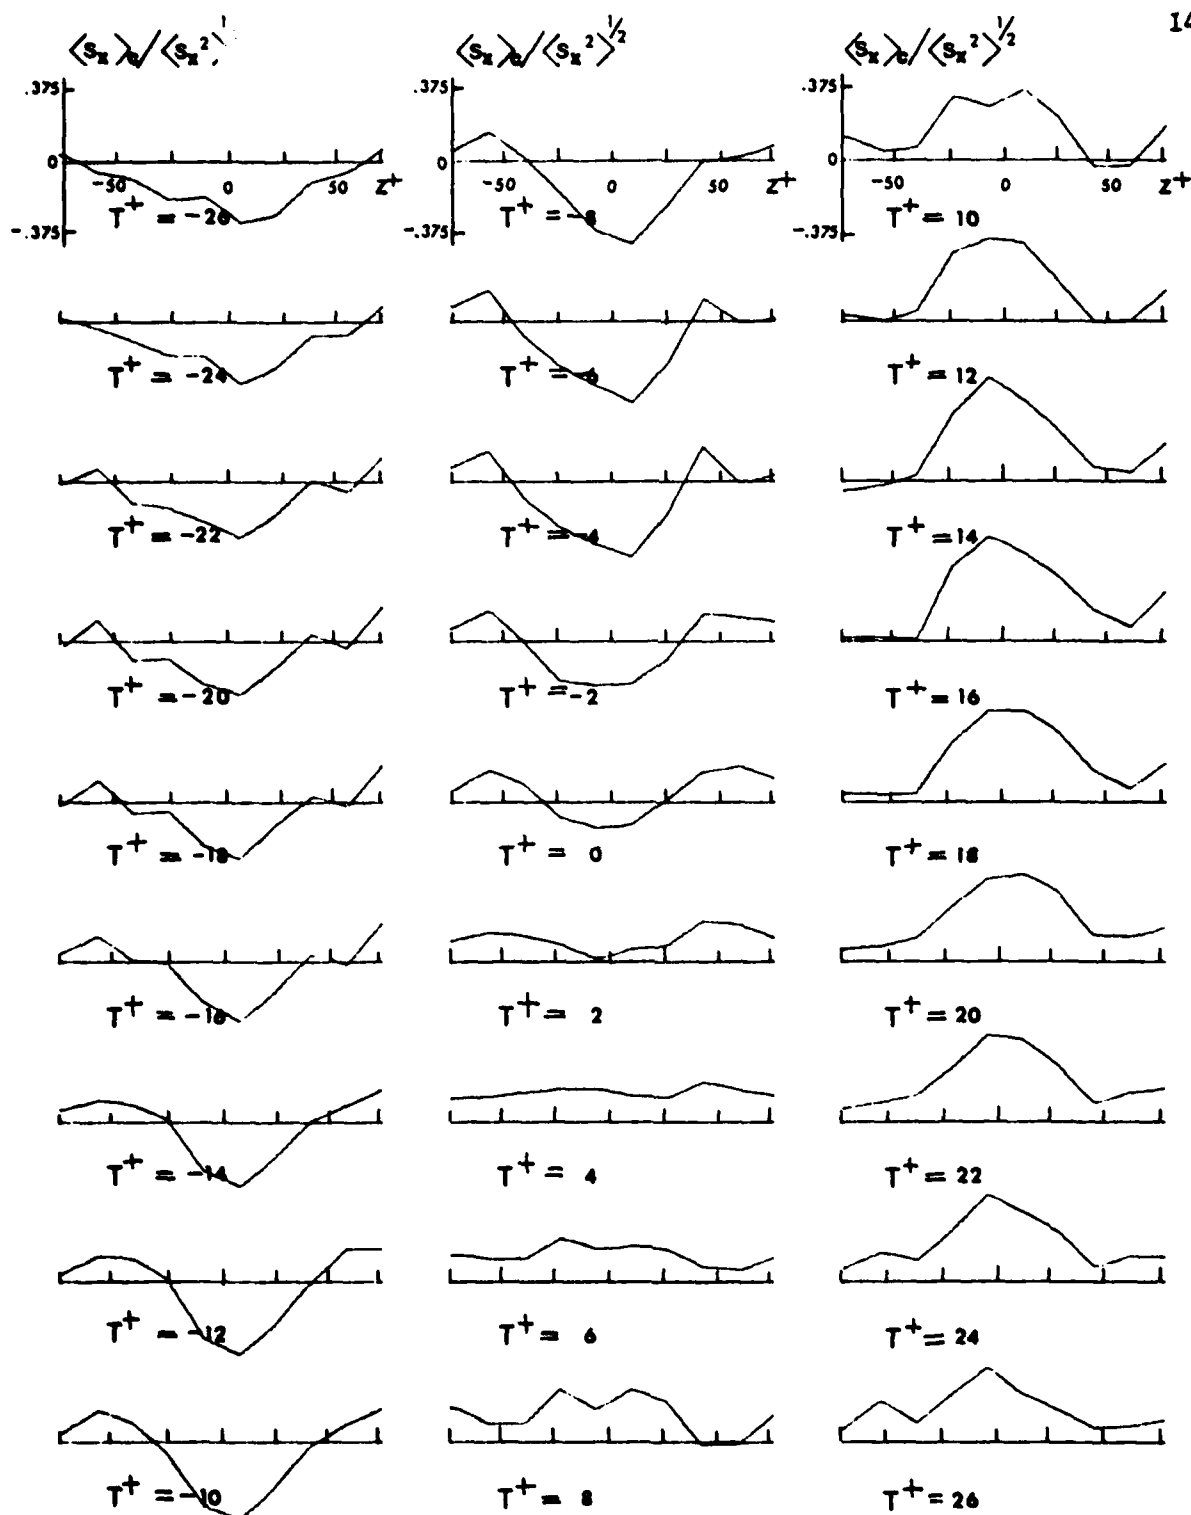 14
⟨Sx⟩c/⟨Sx²⟩
⟨Sx⟩c/⟨Sx²⟩^1/2
⟨Sx⟩c/⟨Sx²⟩^1/2
.375
0
-.375
-50 0 50 Z+
T+ = -26
T+ = -24
T+ = -22
T+ = -20
T+ = -18
T+ = -16
T+ = -14
T+ = -12
T+ = -10
.375
0
-.375
-50 0 50 Z+
T+ = -8
T+ = -6
T+ = -4
T+ = -2
T+ = 0
T+ = 2
T+ = 4
T+ = 6
T+ = 8
.375
0
-.375
-50 0 50 Z+
T+ = 10
T+ = 12
T+ = 14
T+ = 16
T+ = 18
T+ = 20
T+ = 22
T+ = 24
T+ = 26